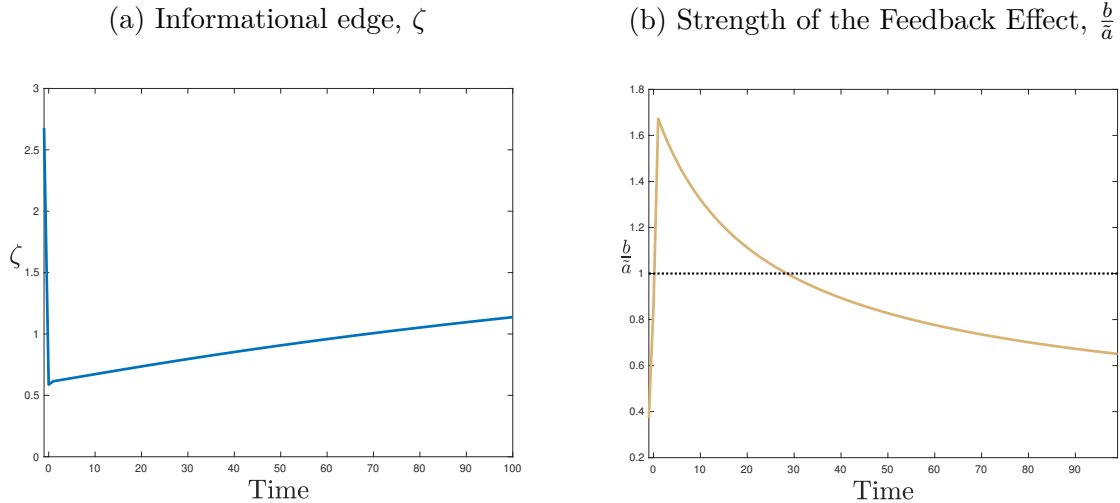 (a) Informational edge, ζ
3
2.5
2
1.5
1
0.5
0
ζ
0 10 20 30 40 50 60 70 80 90 100
Time
(b) Strength of the Feedback Effect, b/ã
1.8
1.6
1.4
1.2
1
0.8
0.6
0.4
0.2
b/ã
0 10 20 30 40 50 60 70 80 90
Time